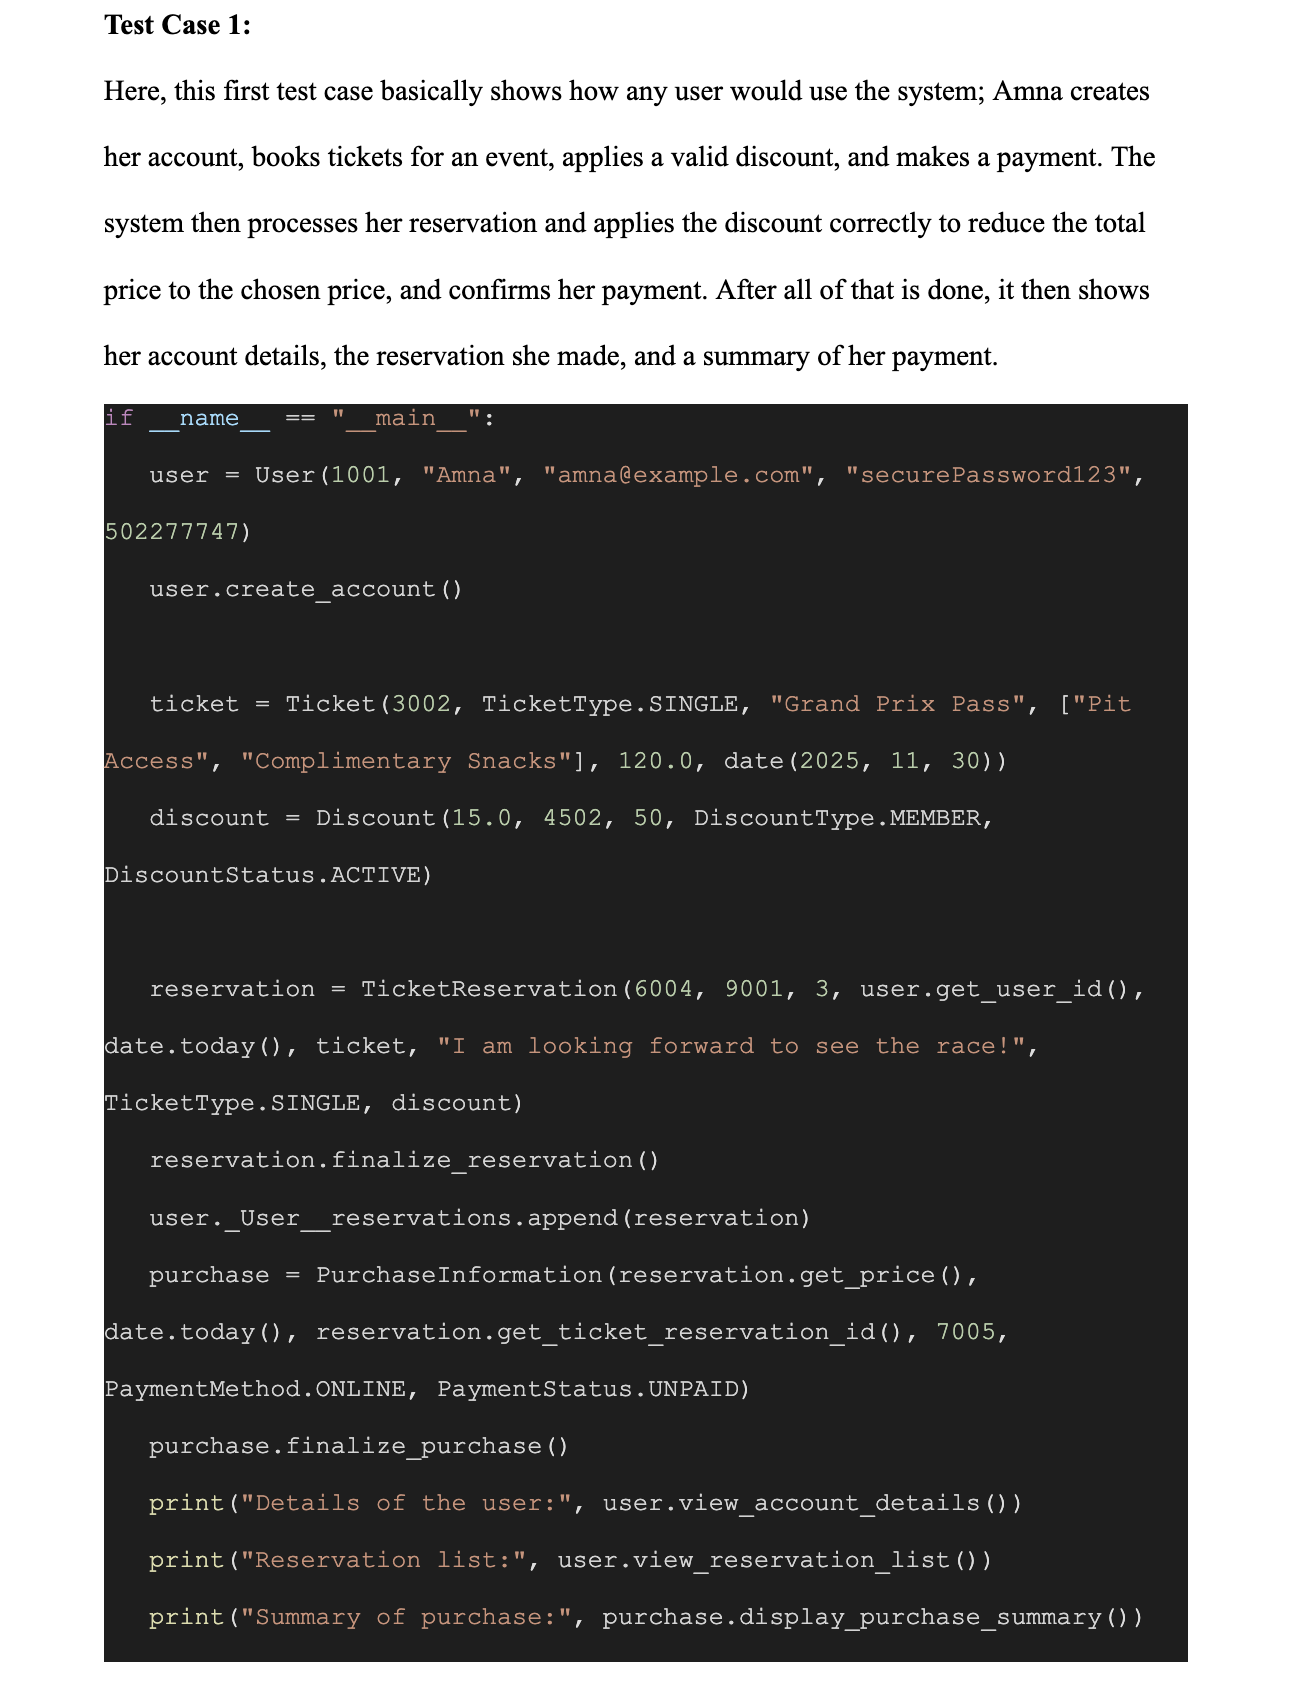 Test Case 1:
Here, this first test case basically shows how any user would use the system; Amna creates
her account, books tickets for an event, applies a valid discount, and makes a payment. The
system then processes her reservation and applies the discount correctly to reduce the total
price to the chosen price, and confirms her payment. After all of that is done, it then shows
her account details, the reservation she made, and a summary of her payment.
if __name__ == "__main__":
user = User(1001, "Amna", "amna@example.com", "securePassword123",
502277747)
user.create_account()
ticket = Ticket(3002, TicketType.SINGLE, "Grand Prix Pass", ["Pit
Access", "Complimentary Snacks"], 120.0, date(2025, 11, 30))
discount = Discount(15.0, 4502, 50, DiscountType.MEMBER,
DiscountStatus.ACTIVE)
reservation = TicketReservation(6004, 9001, 3, user.get_user_id(),
date.today(), ticket, "I am looking forward to see the race!",
TicketType.SINGLE, discount)
reservation.finalize_reservation()
user._User__reservations.append(reservation)
purchase = PurchaseInformation(reservation.get_price(),
date.today(), reservation.get_ticket_reservation_id(), 7005,
PaymentMethod.ONLINE, PaymentStatus.UNPAID)
purchase.finalize_purchase()
print("Details of the user:", user.view_account_details())
print("Reservation list:", user.view_reservation_list())
print("Summary of purchase:", purchase.display_purchase_summary())